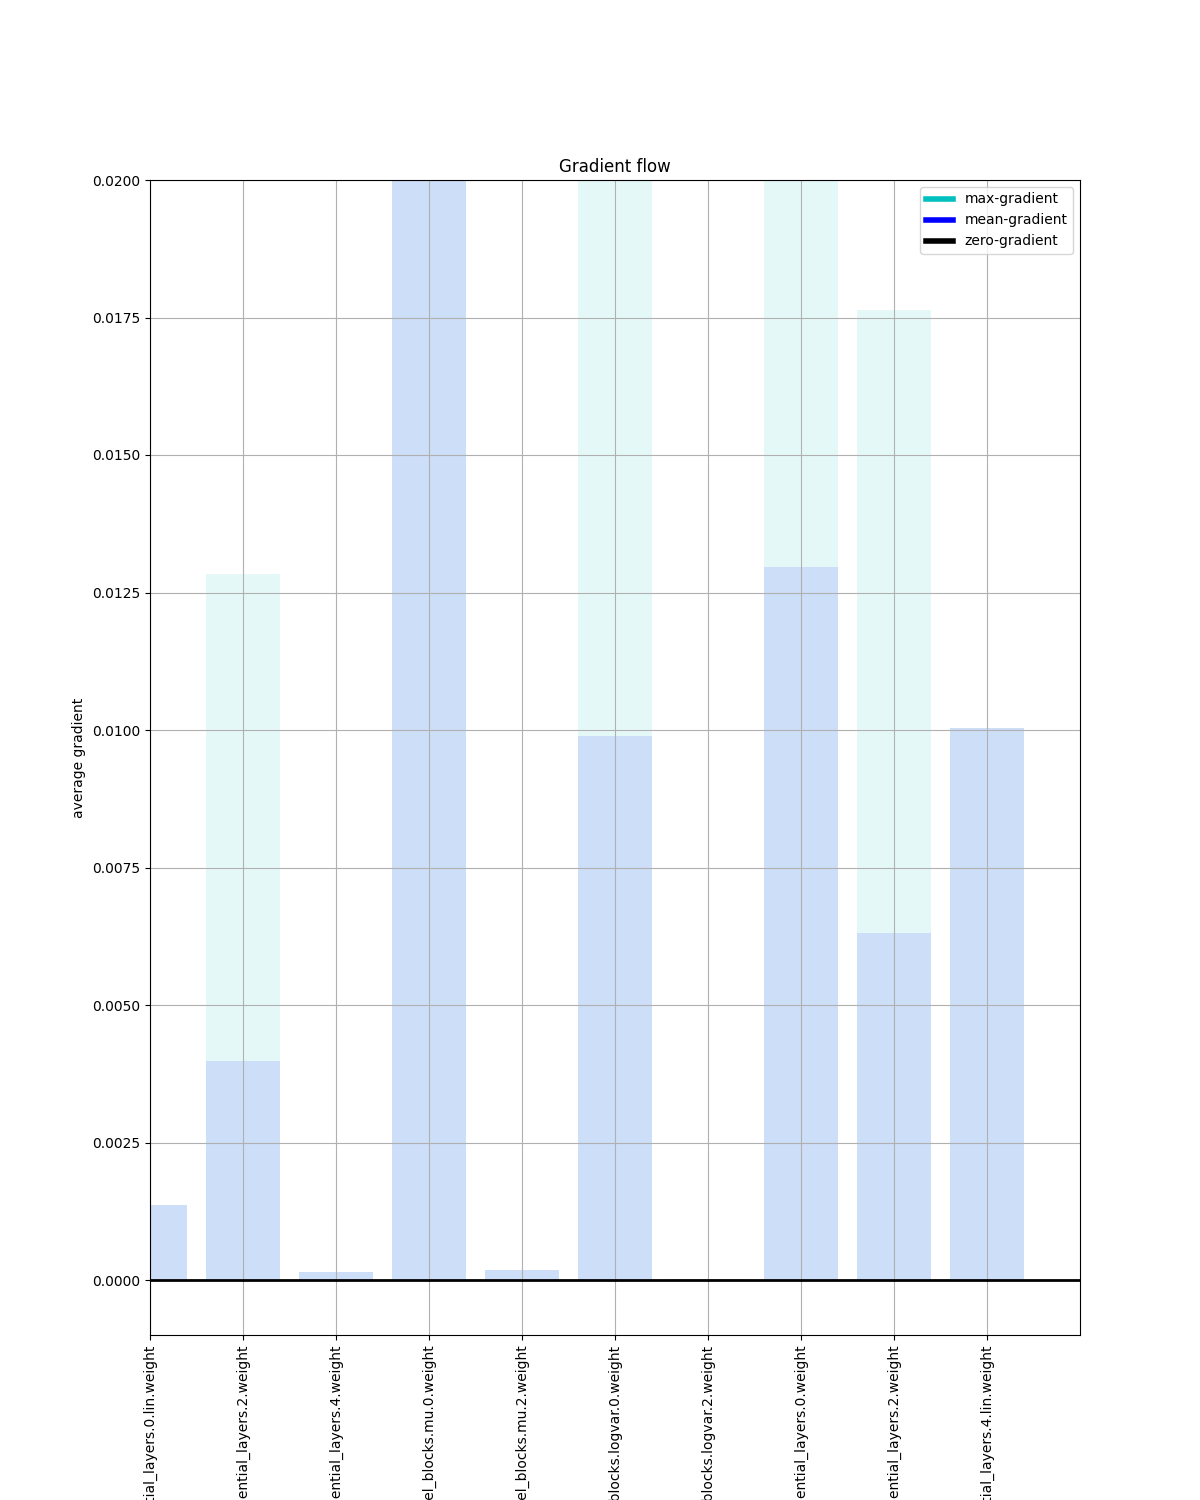 Gradient flow
max-gradient
mean-gradient
zero-gradient
0.0200
0.0175
0.0150
0.0125
0.0100
0.0075
0.0050
0.0025
0.0000
average gradient
tial_layers.0.lin.weight
ential_layers.2.weight
ential_layers.4.weight
el_blocks.mu.0.weight
el_blocks.mu.2.weight
blocks.logvar.0.weight
blocks.logvar.2.weight
ential_layers.0.weight
ential_layers.2.weight
tial_layers.4.lin.weight